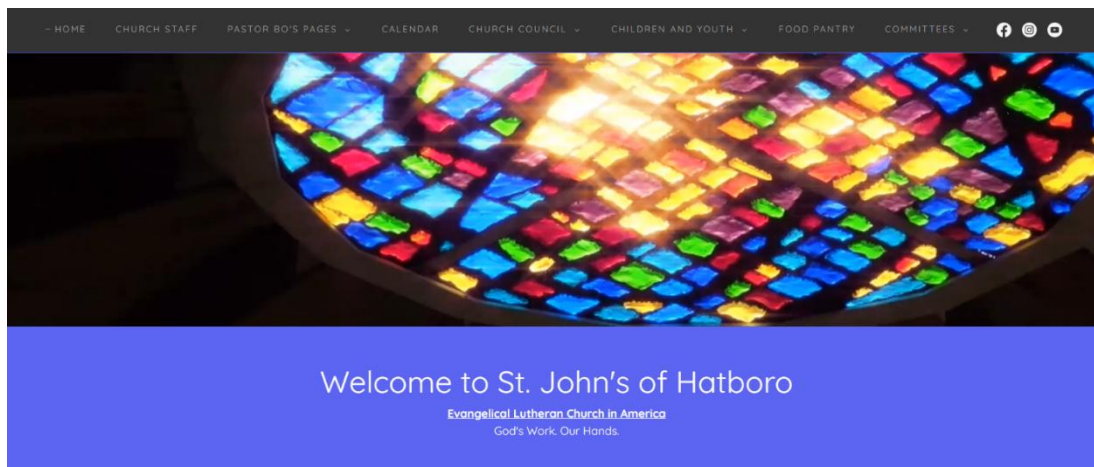 – HOME CHURCH STAFF PASTOR BO'S PAGES CALENDAR CHURCH COUNCIL CHILDREN AND YOUTH FOOD PANTRY COMMITTEES
Welcome to St. John's of Hatboro
Evangelical Lutheran Church in America
God's Work. Our Hands.